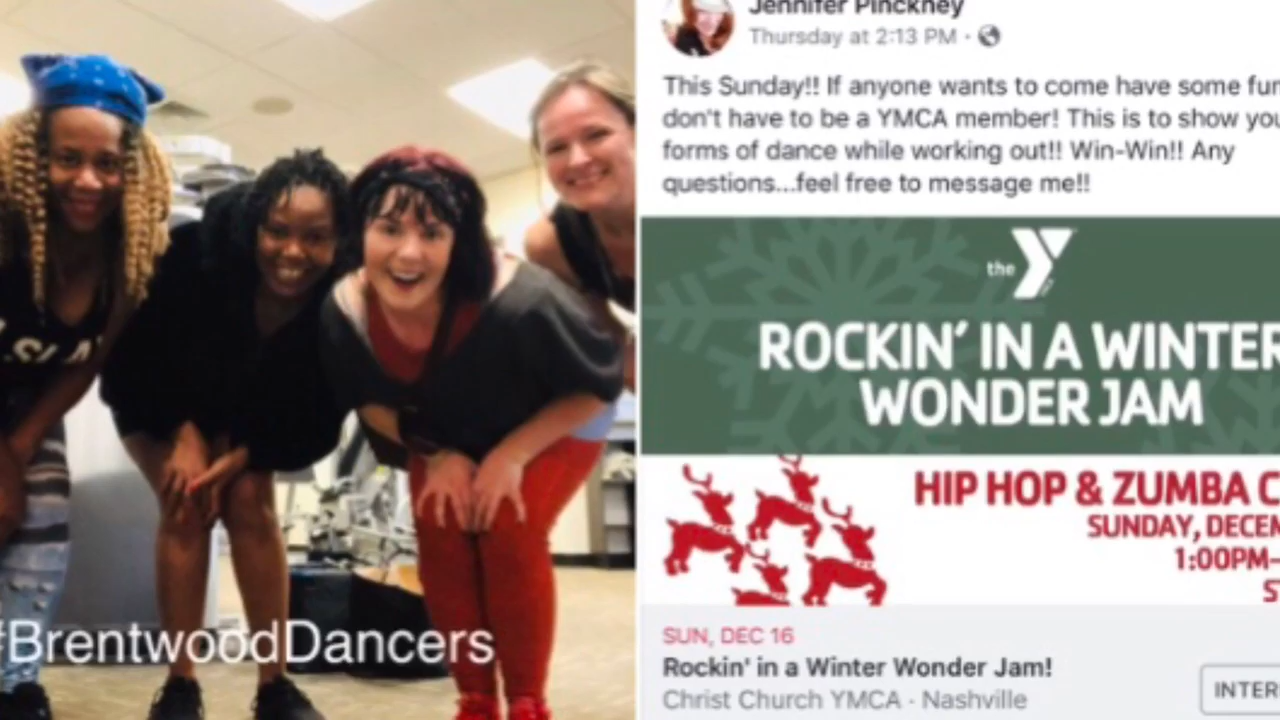 SLA
#BrentwoodDancers
Jennifer Pinckney
Thursday at 2:13 PM ·
This Sunday!! If anyone wants to come have some fun
don't have to be a YMCA member! This is to show you
forms of dance while working out!! Win-Win!! Any
questions...feel free to message me!!
the Y
ROCKIN' IN A WINTER
WONDER JAM
HIP HOP & ZUMBA C
SUNDAY, DECEM
1:00PM-
S
SUN, DEC 16
Rockin' in a Winter Wonder Jam!
Christ Church YMCA · Nashville
INTER